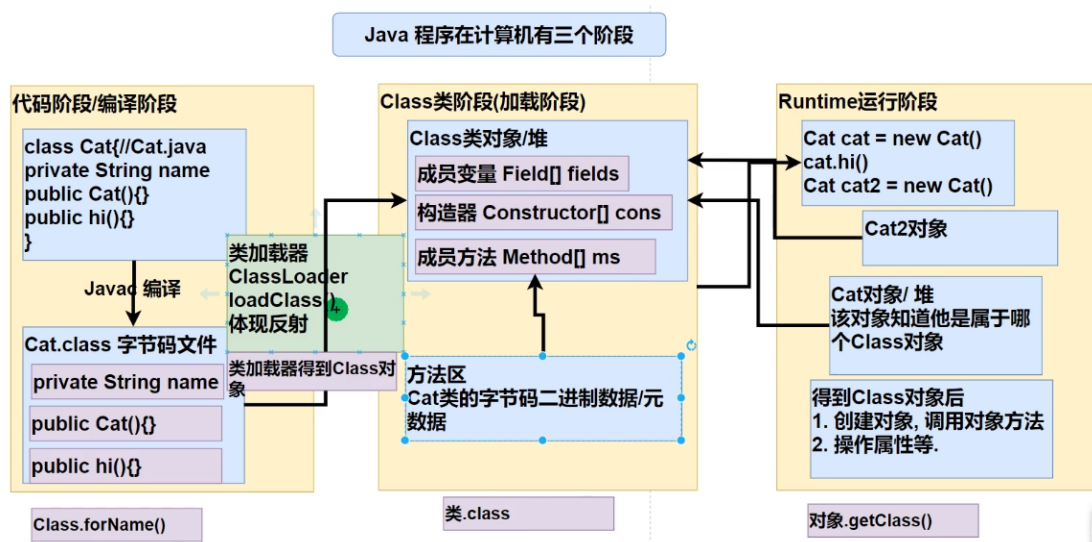 Java 程序在计算机有三个阶段
代码阶段/编译阶段
class Cat{//Cat.java
private String name
public Cat(){}
public hi(){}
}
Javac 编译
Cat.class 字节码文件
private String name
public Cat(){}
public hi(){}
Class.forName()
类加载器
ClassLoader
loadClass()
体现反射
类加载器得到Class对
象
Class类阶段(加载阶段)
Class类对象/堆
成员变量 Field[] fields
构造器 Constructor[] cons
成员方法 Method[] ms
方法区
Cat类的字节码二进制数据/元
数据
类.class
Runtime运行阶段
Cat cat = new Cat()
cat.hi()
Cat cat2 = new Cat()
Cat2对象
Cat对象/ 堆
该对象知道他是属于哪
个Class对象
得到Class对象后
1. 创建对象, 调用对象方法
2. 操作属性等.
对象.getClass()